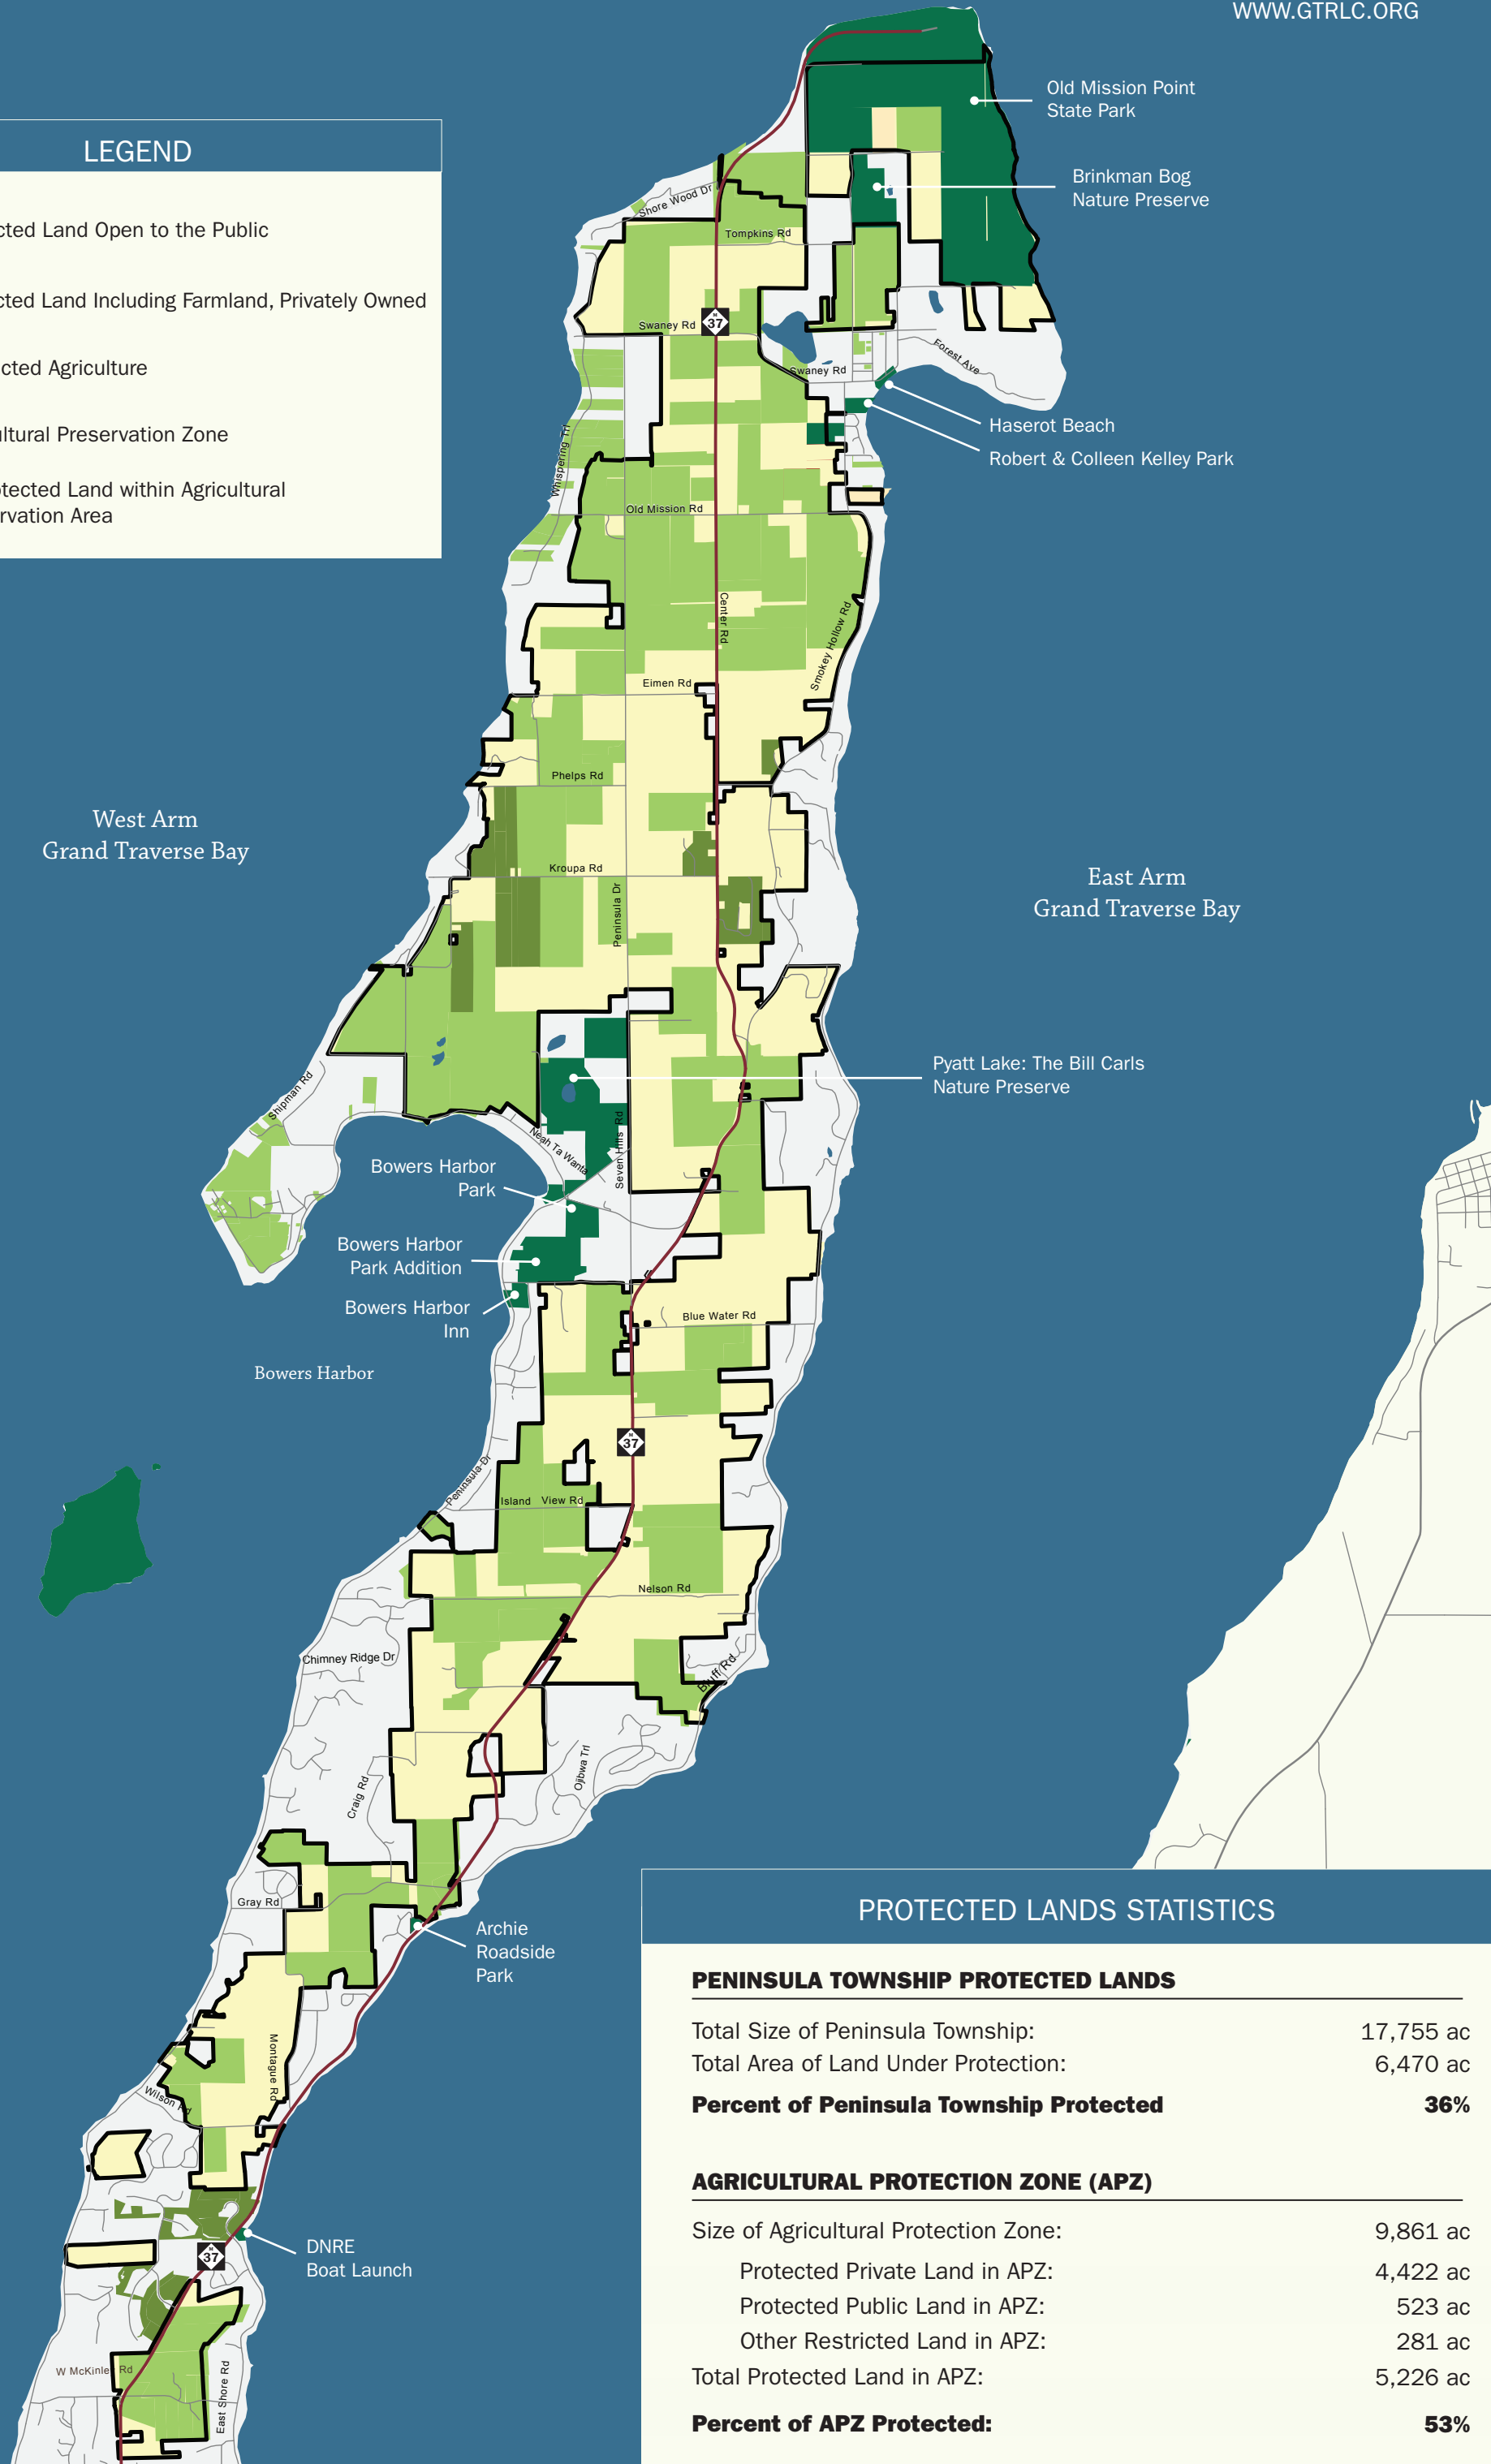 WWW.GTRLC.ORG
Old Mission Point
State Park
LEGEND
cted Land Open to the Public
cted Land Including Farmland, Privately Owned
cted Agriculture
ltural Preservation Zone
tected Land within Agricultural
rvation Area
Brinkman Bog
Nature Preserve
Shore Wood Dr
Tompkins Rd
Swaney Rd
M
37
Forest Ave
Swaney Rd
Haserot Beach
Robert & Colleen Kelley Park
Whispering Trl
Old Mission Rd
Center Rd
Smokey Hollow Rd
Eimen Rd
Phelps Rd
West Arm
Grand Traverse Bay
Kroupa Rd
Peninsula Dr
East Arm
Grand Traverse Bay
Pyatt Lake: The Bill Carls
Nature Preserve
Shipman Rd
Neah Ta Wanta
Seven Hills Rd
Bowers Harbor
Park
Bowers Harbor
Park Addition
Bowers Harbor
Inn
Blue Water Rd
Bowers Harbor
M
37
Peninsula Dr
Island View Rd
Nelson Rd
Chimney Ridge Dr
Bluff Rd
Ojibwa Trl
Craig Rd
Gray Rd
Archie
Roadside
Park
Montague Rd
Wilson Rd
DNRE
Boat Launch
M
37
W McKinley Rd
East Shore Rd
PROTECTED LANDS STATISTICS
PENINSULA TOWNSHIP PROTECTED LANDS
Total Size of Peninsula Township: 17,755 ac
Total Area of Land Under Protection: 6,470 ac
Percent of Peninsula Township Protected 36%
AGRICULTURAL PROTECTION ZONE (APZ)
Size of Agricultural Protection Zone: 9,861 ac
Protected Private Land in APZ: 4,422 ac
Protected Public Land in APZ: 523 ac
Other Restricted Land in APZ: 281 ac
Total Protected Land in APZ: 5,226 ac
Percent of APZ Protected: 53%